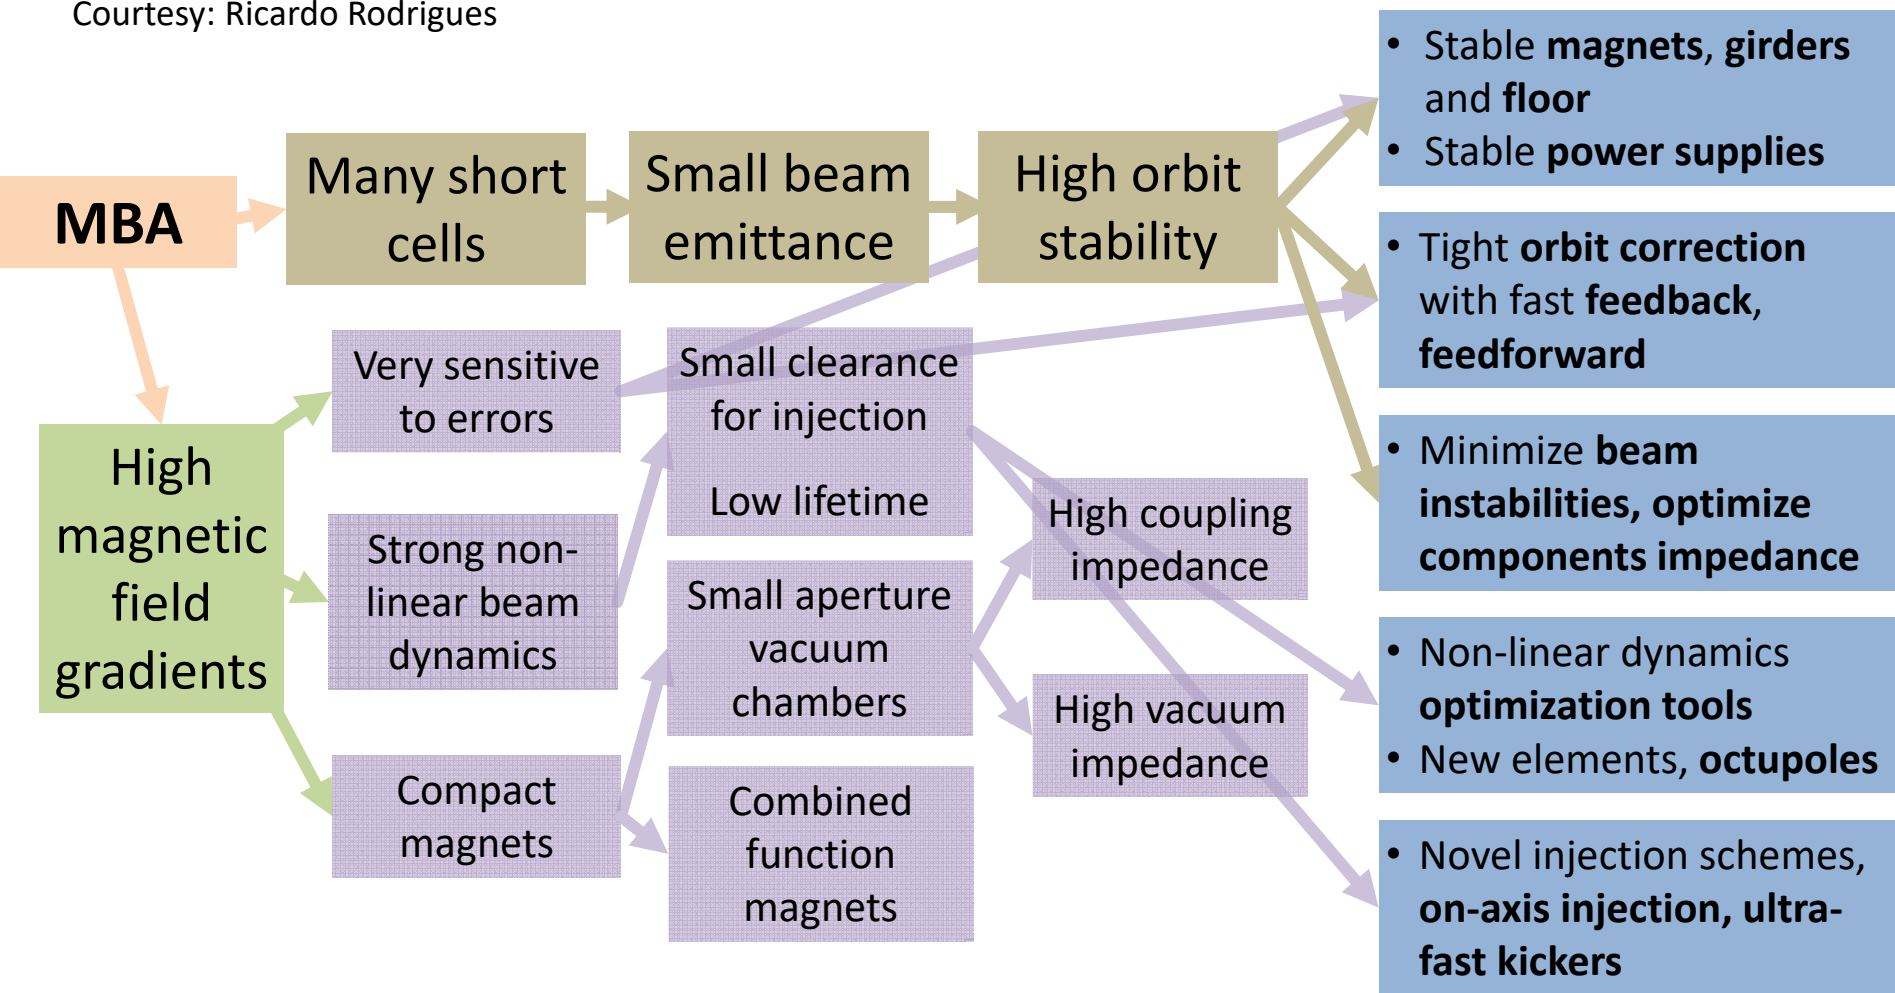 Courtesy: Ricardo Rodrigues
MBA
Many short
cells
Small beam
emittance
High orbit
stability
High
magnetic
field
gradients
Very sensitive
to errors
Strong non-
linear beam
dynamics
Compact
magnets
Small clearance
for injection
Low lifetime
Small aperture
vacuum
chambers
Combined
function
magnets
High coupling
impedance
High vacuum
impedance
• Stable magnets, girders
and floor
• Stable power supplies
• Tight orbit correction
with fast feedback,
feedforward
• Minimize beam
instabilities, optimize
components impedance
• Non-linear dynamics
optimization tools
• New elements, octupoles
• Novel injection schemes,
on-axis injection, ultra-
fast kickers